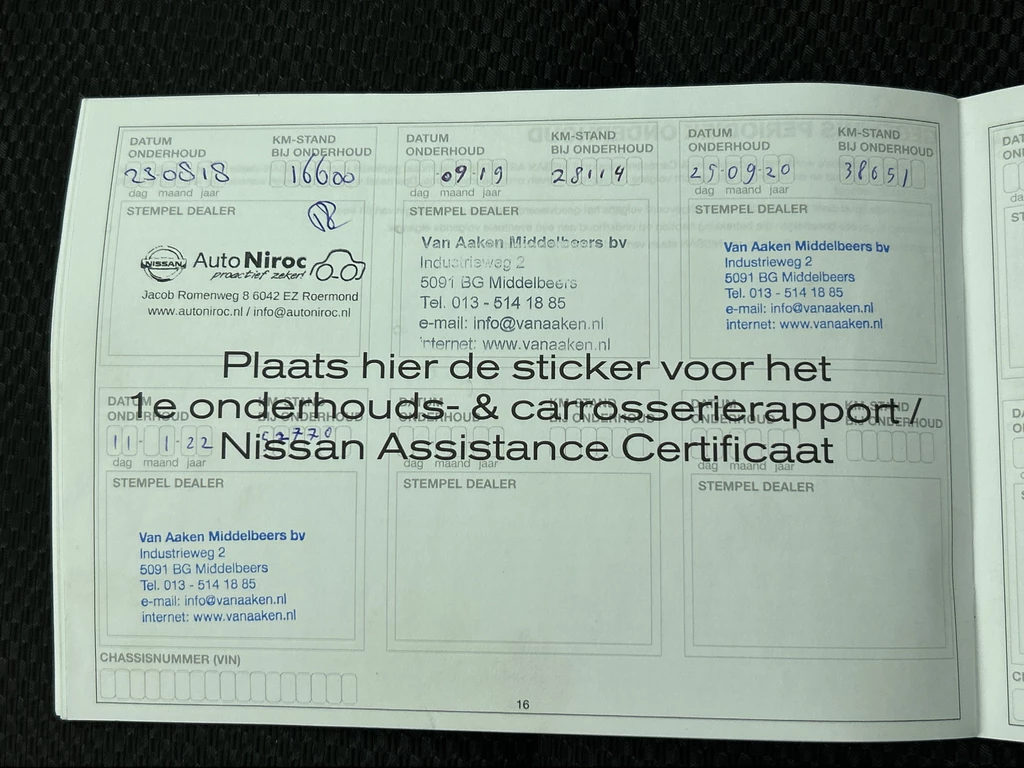 DATUM ONDERHOUD
KM-STAND BIJ ONDERHOUD
230818
16600
dag maand jaar
STEMPEL DEALER
NISSAN
Auto Niroc
proactief zeker!
Jacob Romenweg 8 6042 EZ Roermond
www.autoniroc.nl / info@autoniroc.nl
DATUM ONDERHOUD
KM-STAND BIJ ONDERHOUD
09-19
28114
dag maand jaar
STEMPEL DEALER
Van Aaken Middelbeers bv
Industrieweg 2
5091 BG Middelbeers
Tel. 013 - 514 18 85
e-mail: info@vanaaken.nl
internet: www.vanaaken.nl
DATUM ONDERHOUD
KM-STAND BIJ ONDERHOUD
25-09-20
38651
dag maand jaar
STEMPEL DEALER
Van Aaken Middelbeers bv
Industrieweg 2
5091 BG Middelbeers
Tel. 013 - 514 18 85
e-mail: info@vanaaken.nl
internet: www.vanaaken.nl
Plaats hier de sticker voor het
1e onderhouds- & carrosserierapport /
Nissan Assistance Certificaat
DATUM ONDERHOUD
KM-STAND BIJ ONDERHOUD
11-1-22
dag maand jaar
STEMPEL DEALER
Van Aaken Middelbeers bv
Industrieweg 2
5091 BG Middelbeers
Tel. 013 - 514 18 85
e-mail: info@vanaaken.nl
internet: www.vanaaken.nl
dag maand jaar
STEMPEL DEALER
KM-STAND BIJ ONDERHOUD
dag maand jaar
STEMPEL DEALER
CHASSISNUMMER (VIN)
16